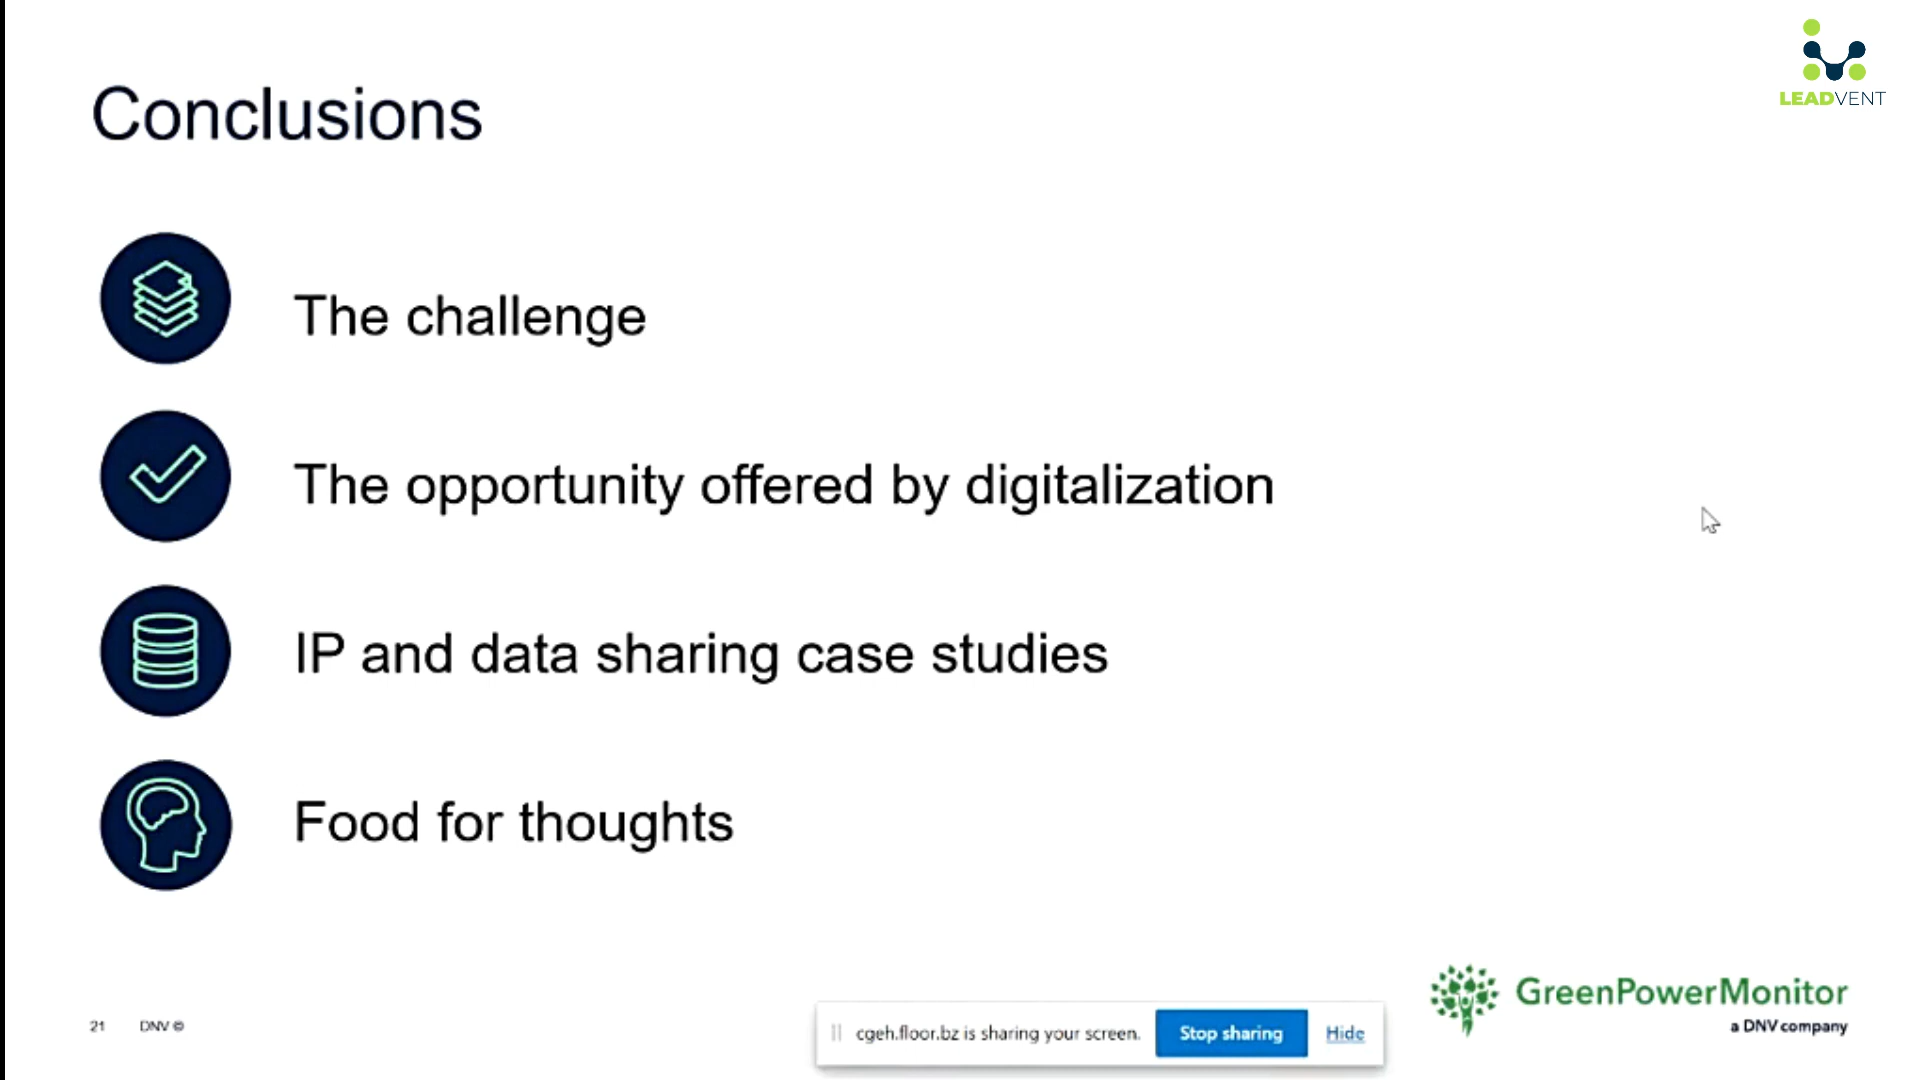 LEADVENT
Conclusions
The challenge
The opportunity offered by digitalization
IP and data sharing case studies
Food for thoughts
21 DNV ©
cgeh.floor.bz is sharing your screen. Stop sharing Hide
GreenPowerMonitor
a DNV company